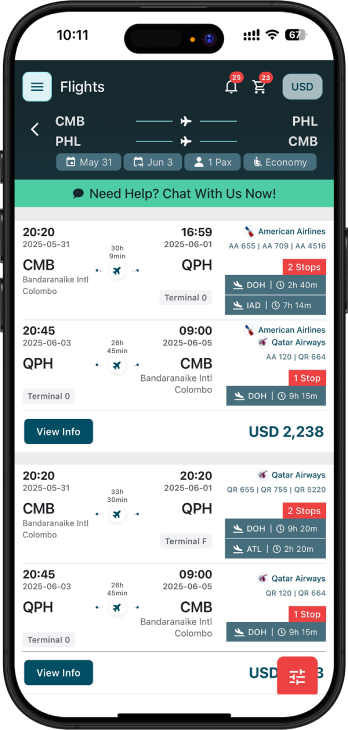 10:11
67
Flights
25
23
USD
CMB PHL
PHL CMB
May 31 Jun 3 1 Pax Economy
Need Help? Chat With Us Now!
20:20 16:59 American Airlines
2025-05-31 30h 9min 2025-06-01 AA 655 | AA 709 | AA 4516
CMB QPH 2 Stops
Bandaranaike Intl Colombo
DOH | 2h 40m
Terminal 0 IAD | 7h 14m
20:45 09:00 American Airlines
2025-06-03 26h 45min 2025-06-05 Qatar Airways
AA 120 | QR 664
QPH CMB 1 Stop
Bandaranaike Intl Colombo
Terminal 0 DOH | 9h 15m
View Info USD 2,238
20:20 20:20 Qatar Airways
2025-05-31 33h 30min 2025-06-01 QR 655 | QR 755 | QR 5220
CMB QPH 2 Stops
Bandaranaike Intl Colombo
DOH | 9h 20m
Terminal F ATL | 2h 20m
20:45 09:00 Qatar Airways
2025-06-03 26h 45min 2025-06-05 QR 120 | QR 664
QPH CMB 1 Stop
Bandaranaike Intl Colombo
Terminal 0 DOH | 9h 15m
View Info USD